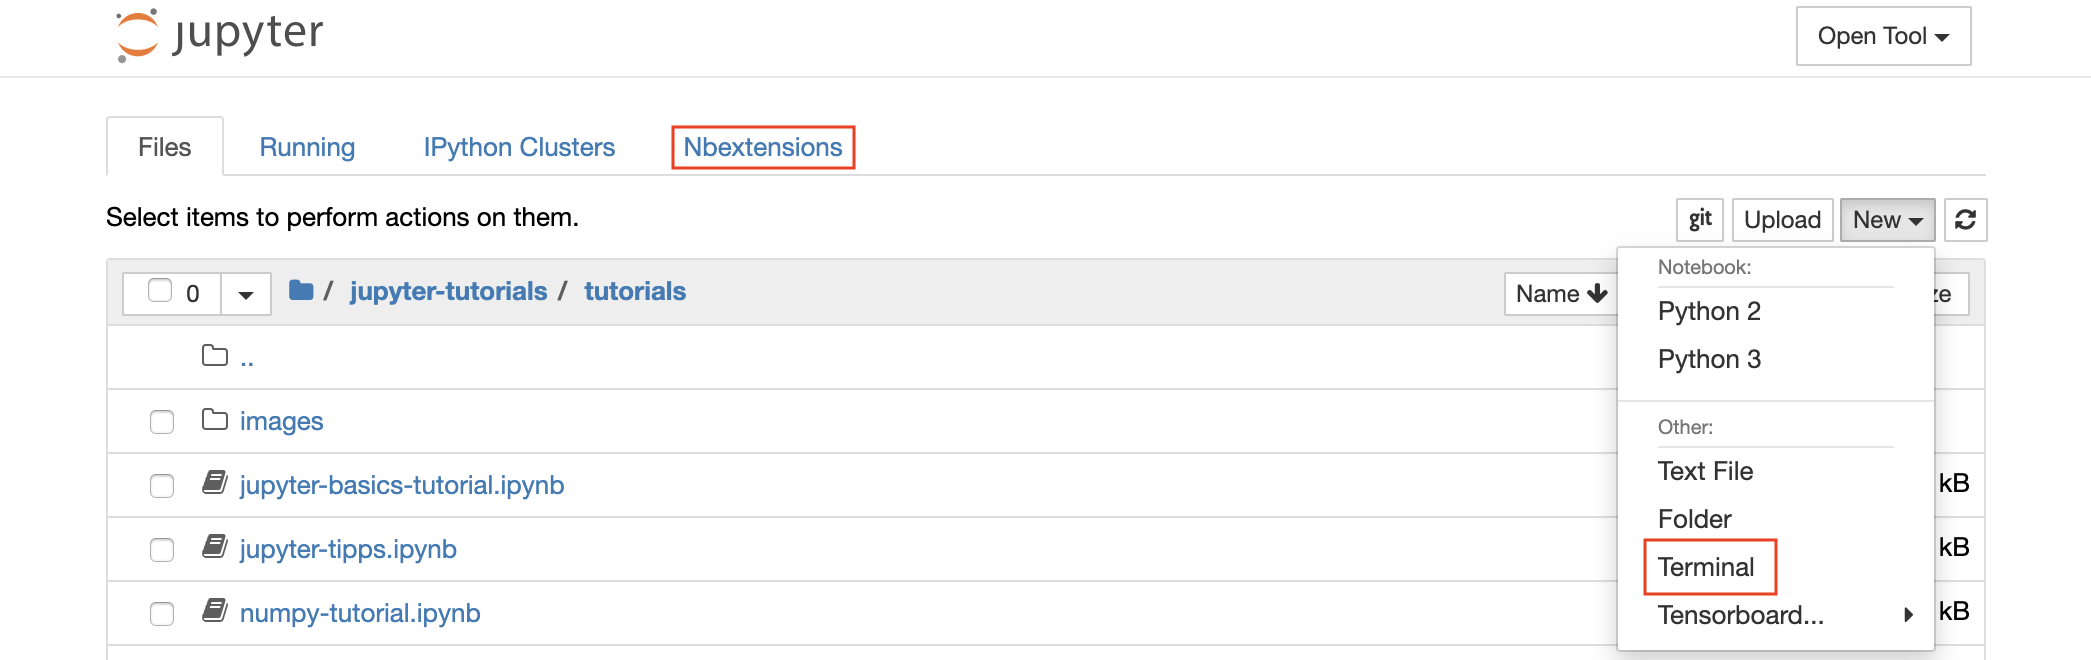 jupyter
Open Tool
Files Running IPython Clusters Nbextensions
Select items to perform actions on them.
git Upload New
0 / jupyter-tutorials / tutorials
Name
Notebook:
Python 2
Python 3
Other:
Text File
Folder
Terminal
Tensorboard...
..
images
jupyter-basics-tutorial.ipynb kB
jupyter-tipps.ipynb kB
numpy-tutorial.ipynb kB